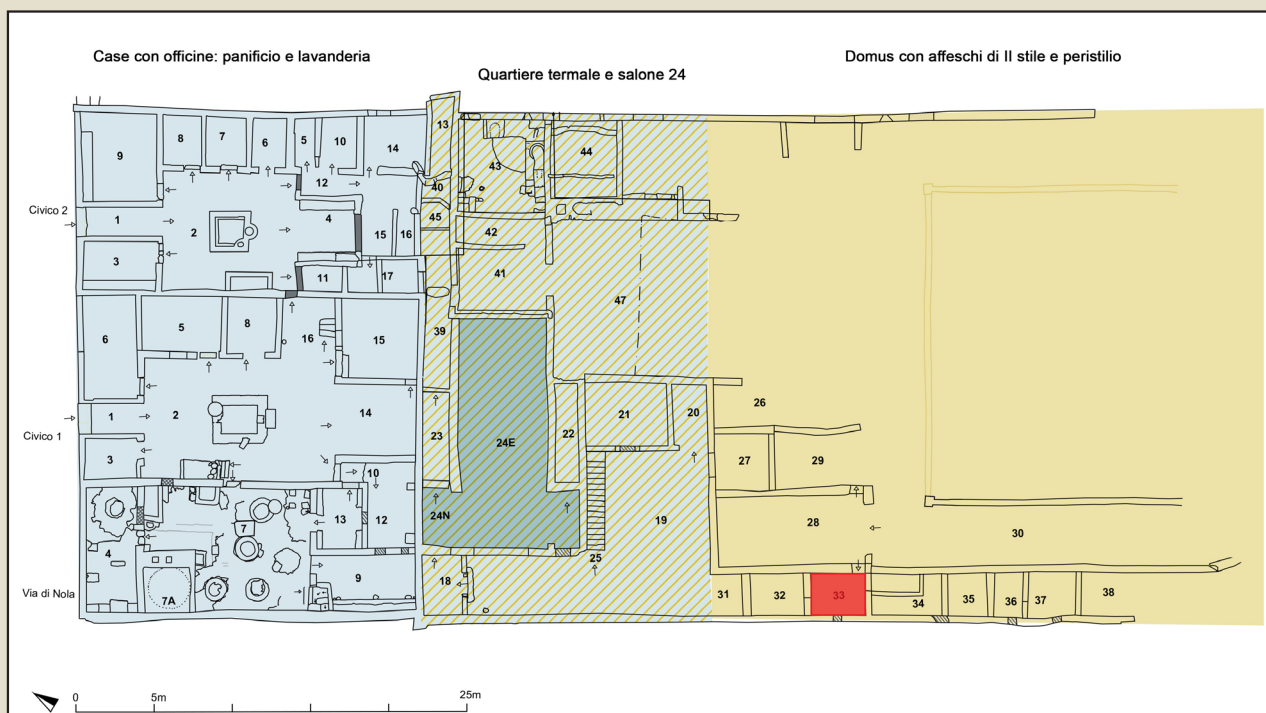 Case con officine: panificio e lavanderia
Quartiere termale e salone 24
Domus con affeschi di II stile e peristilio
9 8 7 6 5 10 14 13 43 44
12 40
Civico 2
1 2 4 15 16 45 42
3 11 17 41 47
6 5 8 16 15 39
Civico 1
1 2 14 23 24E 22 21 20 26
3 10 27 29
4 7 13 12 24N 19 28 30
9 25
Via di Nola
7A 18 31 32 33 34 35 36 37 38
0 5m 25m